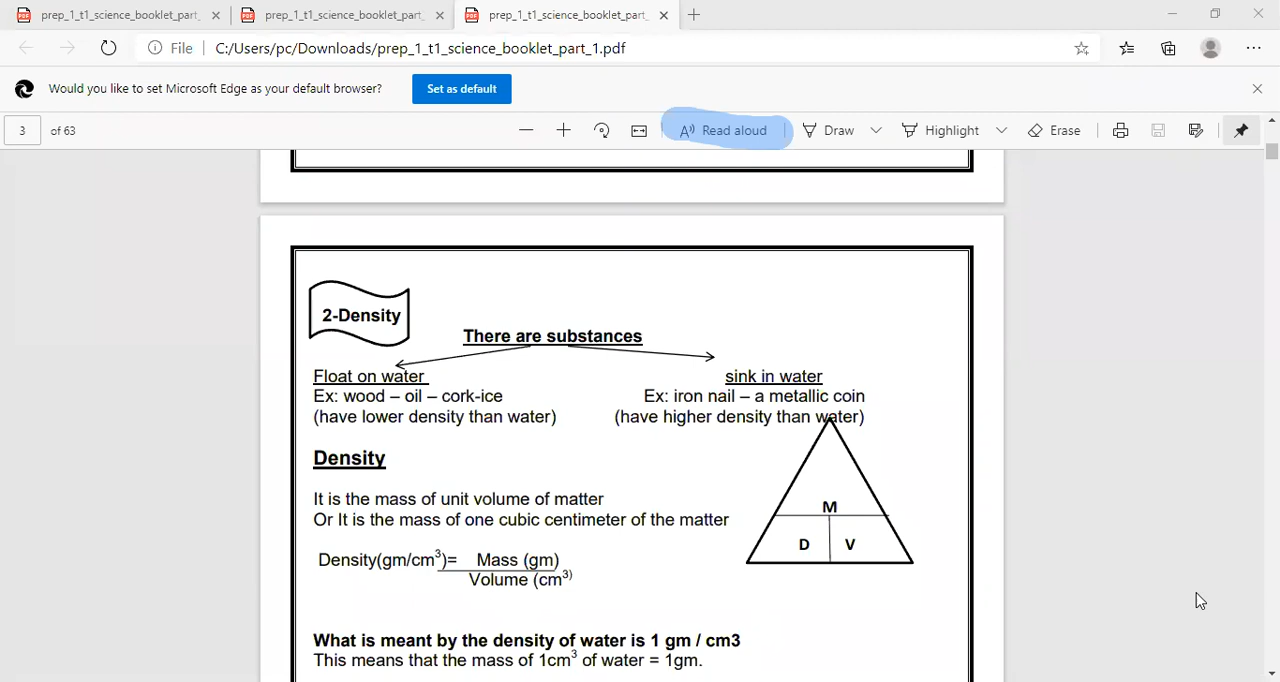 prep_1_t1_science_booklet_part_ prep_1_t1_science_booklet_part_ prep_1_t1_science_booklet_part_
File C:/Users/pc/Downloads/prep_1_t1_science_booklet_part_1.pdf
Would you like to set Microsoft Edge as your default browser? Set as default
3 of 63 Read aloud Draw Highlight Erase
2-Density
There are substances
Float on water sink in water
Ex: wood – oil – cork-ice Ex: iron nail – a metallic coin
(have lower density than water) (have higher density than water)
Density
It is the mass of unit volume of matter
Or It is the mass of one cubic centimeter of the matter
M
D V
Density(gm/cm³)= Mass (gm)
Volume (cm³⁾
What is meant by the density of water is 1 gm / cm3
This means that the mass of 1cm³ of water = 1gm.